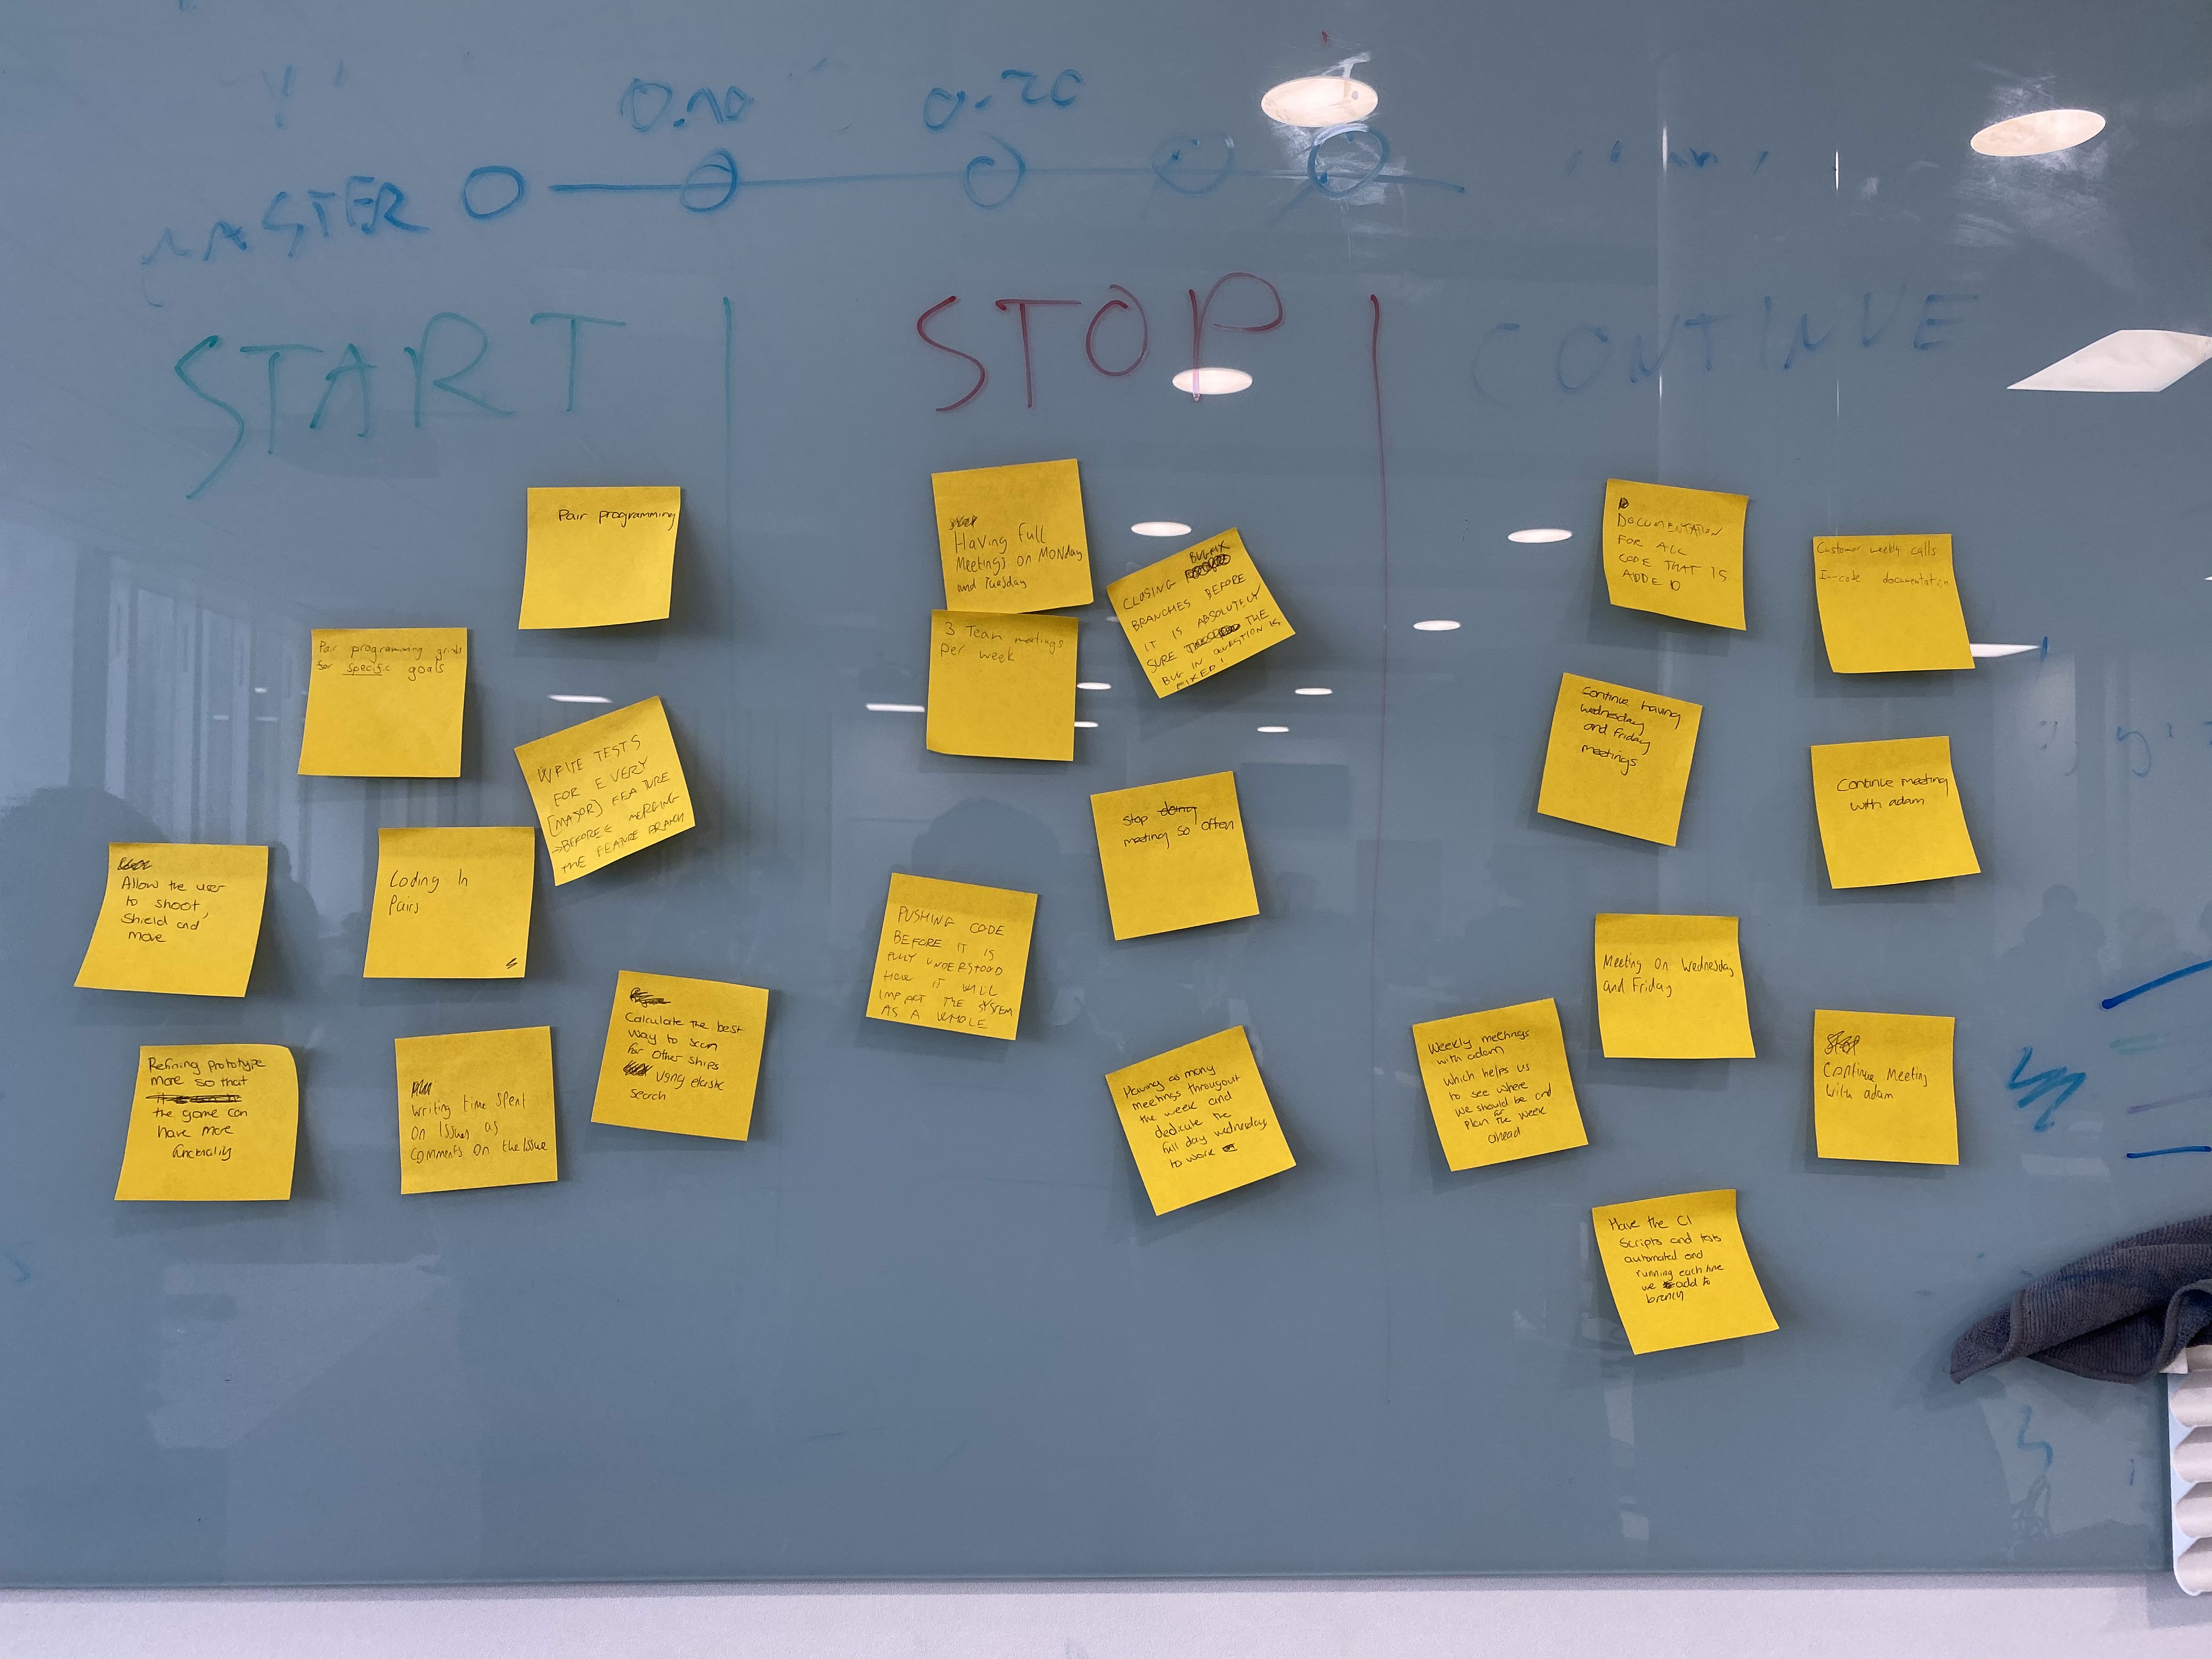 0.10
0.20
MASTER
START
STOP
CONTINUE
Pair programming
Pair programming grids
for specific goals
WRITE TESTS
FOR EVERY
[MAJOR] FEATURE
→BEFORE MERGING
THE FEATURE BRANCH
Allow the user
to shoot,
shield and
move
Coding In
Pairs
Calculate the best
way to scan
for other ships
Using elastic
search
Refining prototype
more so that
the game can
have more
functionality
Writing time spent
on Issues as
comments on the Issue
Having full
Meetings on MONday
and Tuesday
CLOSING BUGFIX
BRANCHES BEFORE
IT IS ABSOLUTELY
SURE THE
BUG IN QUESTION IS
FIXED!
3 Team meetings
Per week
Stop doing
meeting so often
PUSHING CODE
BEFORE IT IS
FULLY UNDERSTOOD
HOW IT WILL
IMPACT THE SYSTEM
AS A WHOLE
Having as many
meetings througout
the week and
dedicate the
full day wednesday
to work
DOCUMENTATION
FOR ALL
CODE THAT IS
ADDED
Customer weekly calls
In-code documentation
Continue having
wednesday
and Friday
meetings
Continue meeting
with adam
Meeting on Wednesday
and Friday
Weekly meetings
with adam
which helps us
to see where
we should be and
plan for the week
ahead
Continue Meeting
with adam
Have the CI
Scripts and tests
automated and
running each time
we add to
branch